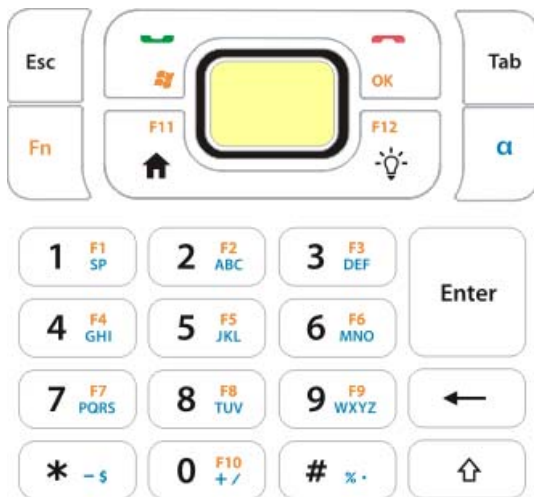 Esc
Tab
OK
Fn
F11
F12
α
1 F1 SP
2 F2 ABC
3 F3 DEF
Enter
4 F4 GHI
5 F5 JKL
6 F6 MNO
7 F7 PQRS
8 F8 TUV
9 F9 WXYZ
* - $
0 F10 + /
# % .